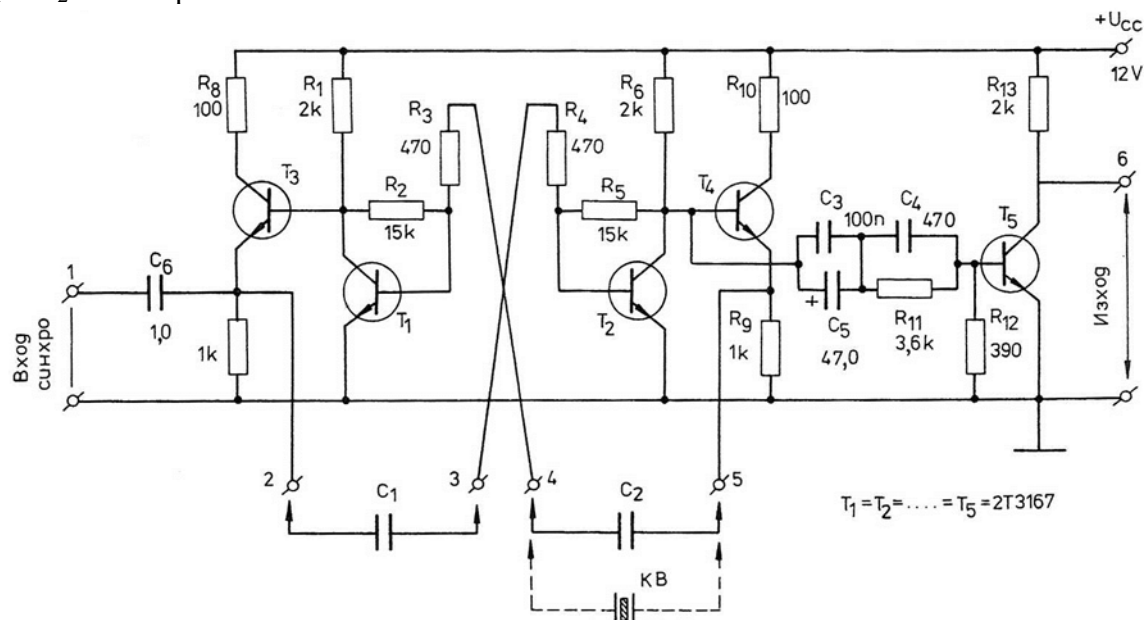 2
+U_CC
12V
R8
100
R1
2k
R3
470
R4
470
R6
2k
R10
100
R13
2k
6
T3
R2
15k
R5
15k
T4
C3
100n
C4
470
T5
1
C6
1,0
T1
T2
R9
1k
+
C5
47,0
R11
3,6k
R12
390
Вход
синхро
1k
Изход
2
C1
3
4
C2
5
T1=T2=....=T5=2T3167
КВ